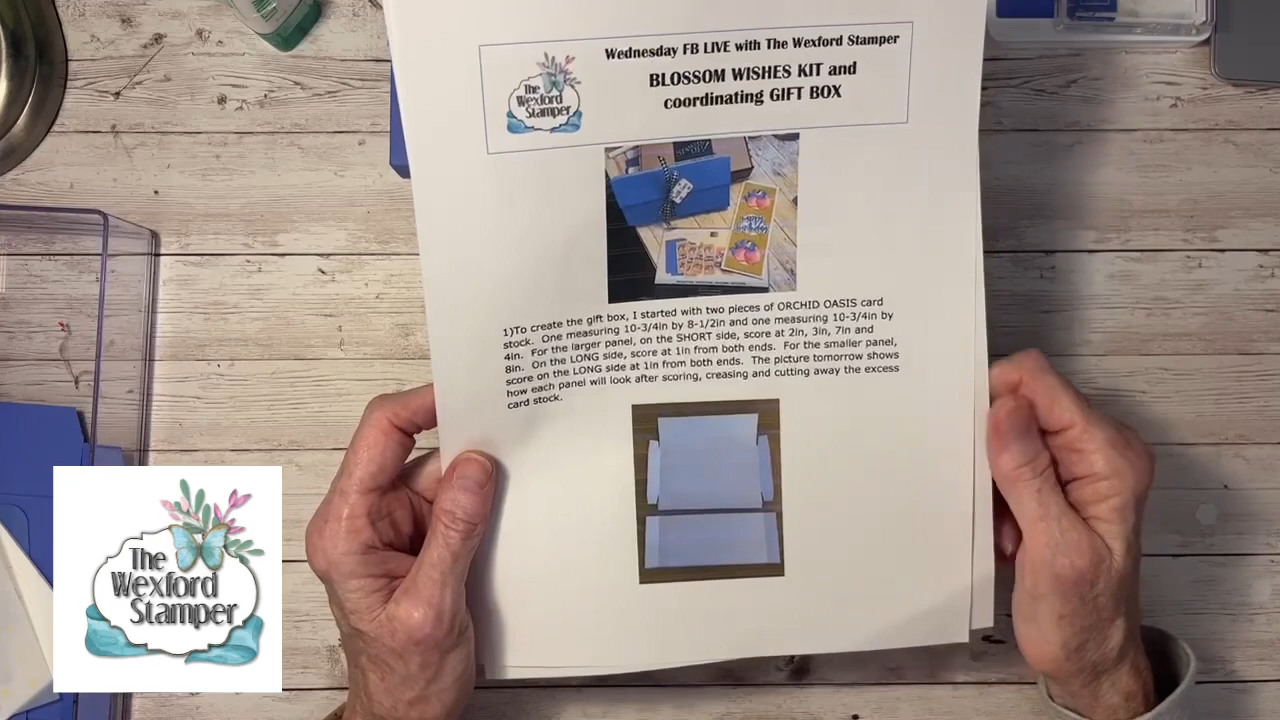 Wednesday FB LIVE with The Wexford Stamper
BLOSSOM WISHES KIT and
coordinating GIFT BOX
The
Wexford
Stamper
1)To create the gift box, I started with two pieces of ORCHID OASIS card
stock. One measuring 10-3/4in by 8-1/2in and one measuring 10-3/4in by
4in. For the larger panel, on the SHORT side, score at 2in, 3in, 7in and
8in. On the LONG side, score at 1in from both ends. For the smaller panel,
score on the LONG side at 1in from both ends. The picture tomorrow shows
how each panel will look after scoring, creasing and cutting away the excess
card stock.
The
Wexford
Stamper